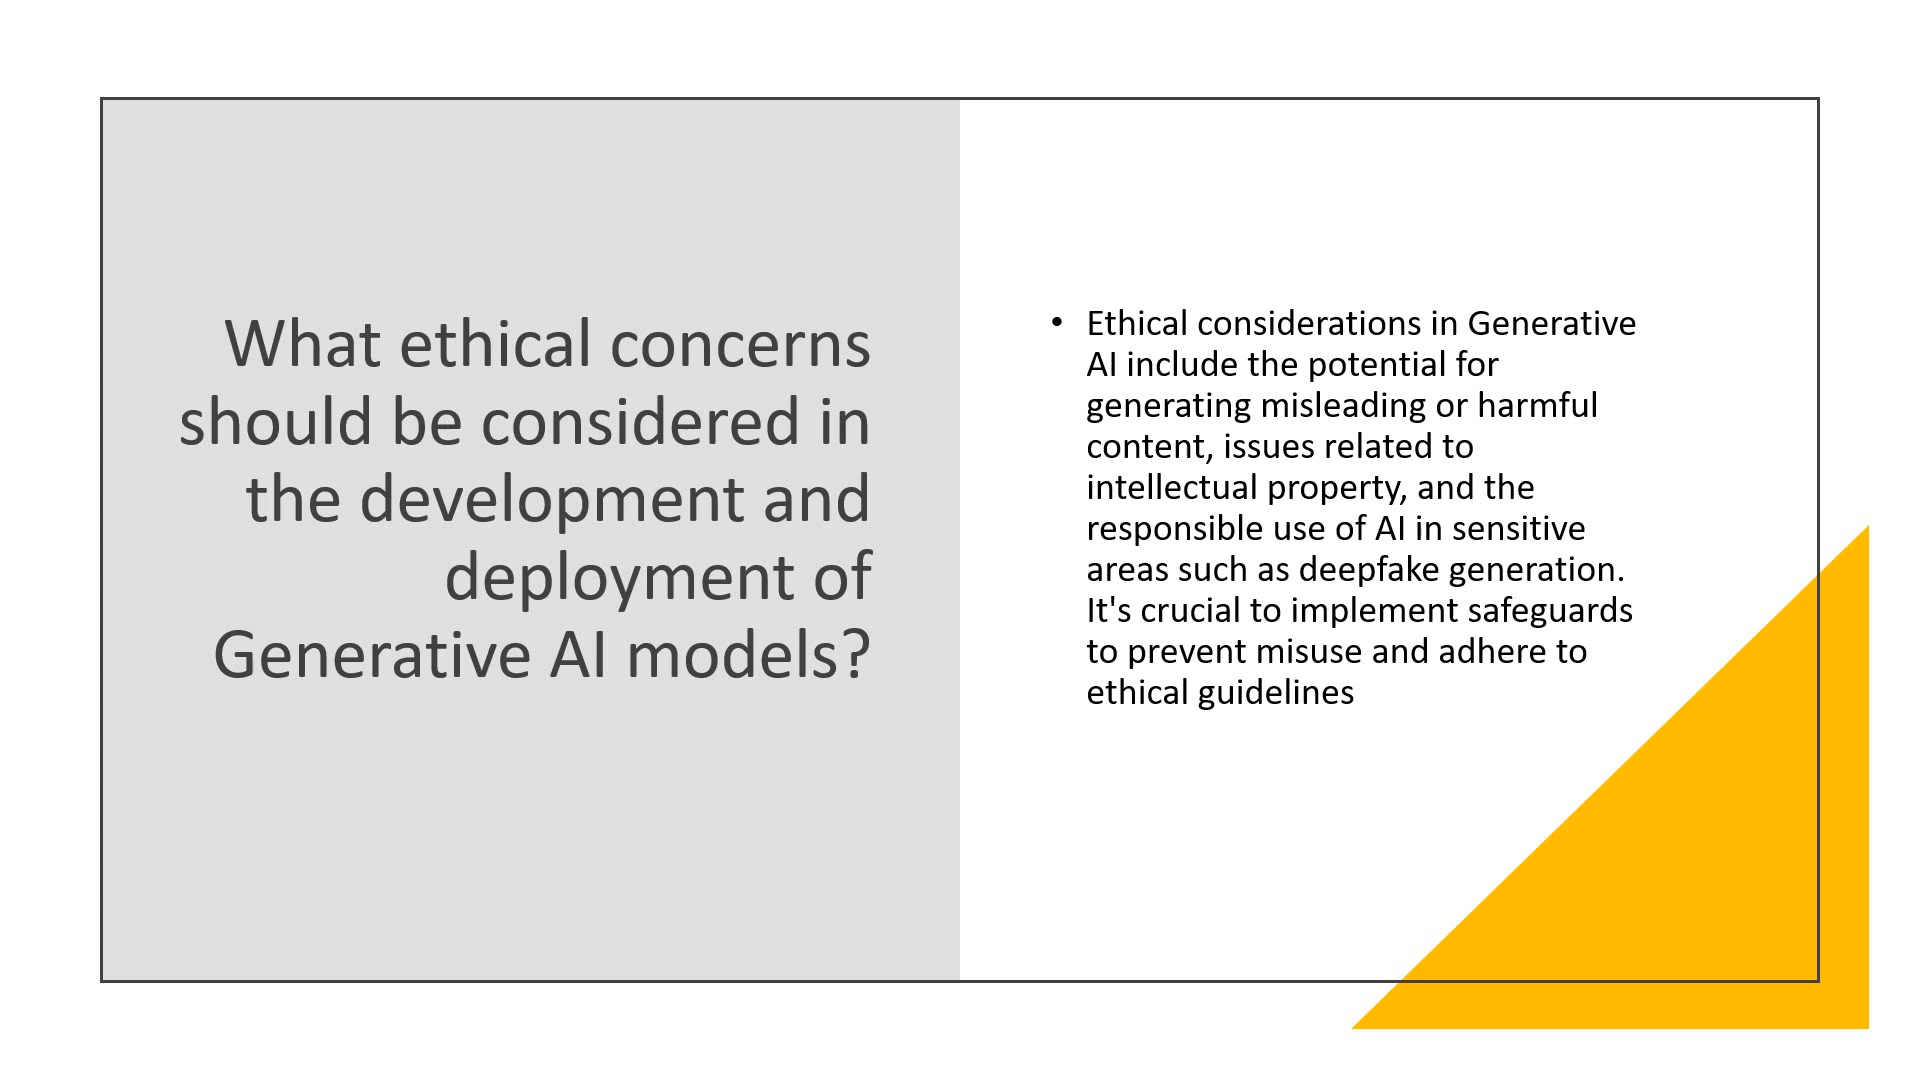 What ethical concerns
should be considered in
the development and
deployment of
Generative AI models?
• Ethical considerations in Generative
AI include the potential for
generating misleading or harmful
content, issues related to
intellectual property, and the
responsible use of AI in sensitive
areas such as deepfake generation.
It's crucial to implement safeguards
to prevent misuse and adhere to
ethical guidelines